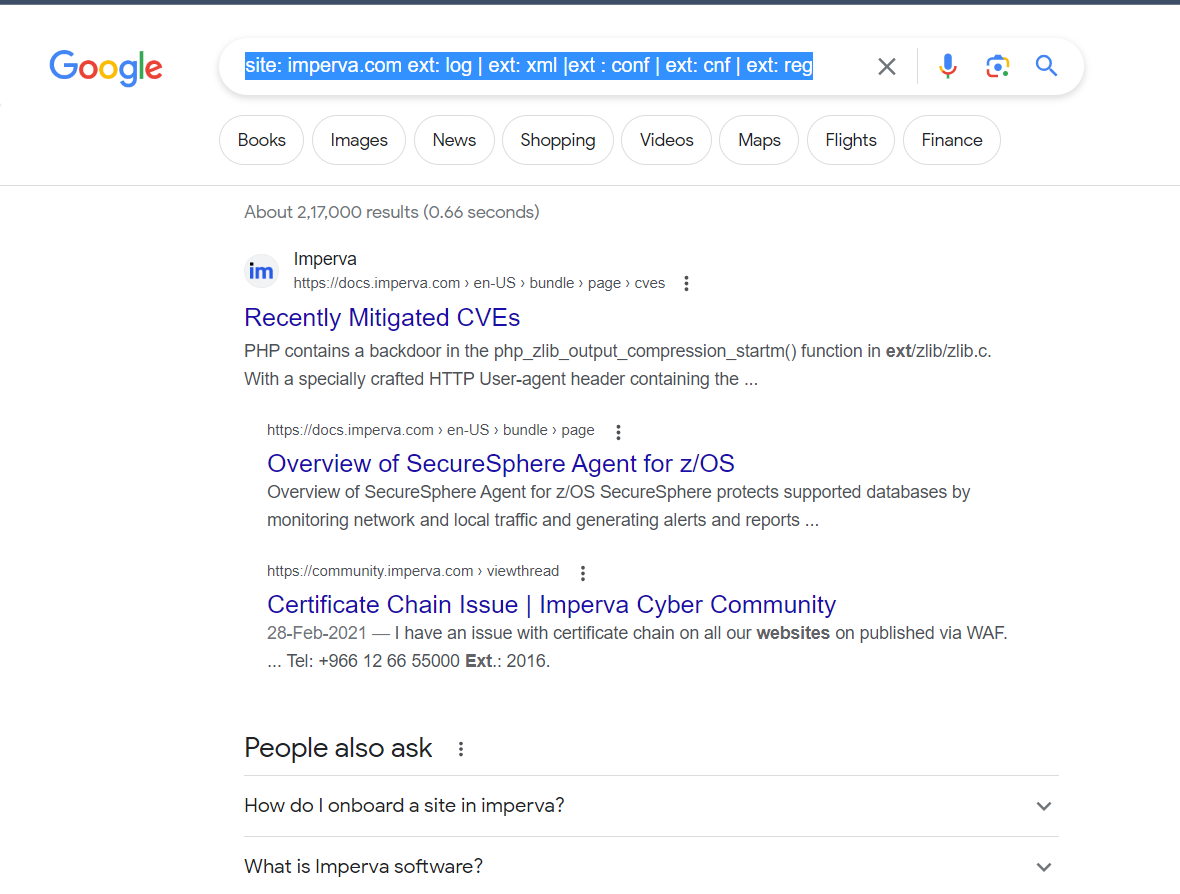 Google
site: imperva.com ext: log | ext: xml |ext : conf | ext: cnf | ext: reg
Books Images News Shopping Videos Maps Flights Finance
About 2,17,000 results (0.66 seconds)
im
Imperva
https://docs.imperva.com › en-US › bundle › page › cves
Recently Mitigated CVEs
PHP contains a backdoor in the php_zlib_output_compression_startm() function in ext/zlib/zlib.c.
With a specially crafted HTTP User-agent header containing the ...
https://docs.imperva.com › en-US › bundle › page
Overview of SecureSphere Agent for z/OS
Overview of SecureSphere Agent for z/OS SecureSphere protects supported databases by
monitoring network and local traffic and generating alerts and reports ...
https://community.imperva.com › viewthread
Certificate Chain Issue | Imperva Cyber Community
28-Feb-2021 — I have an issue with certificate chain on all our websites on published via WAF.
... Tel: +966 12 66 55000 Ext.: 2016.
People also ask
How do I onboard a site in imperva?
What is Imperva software?